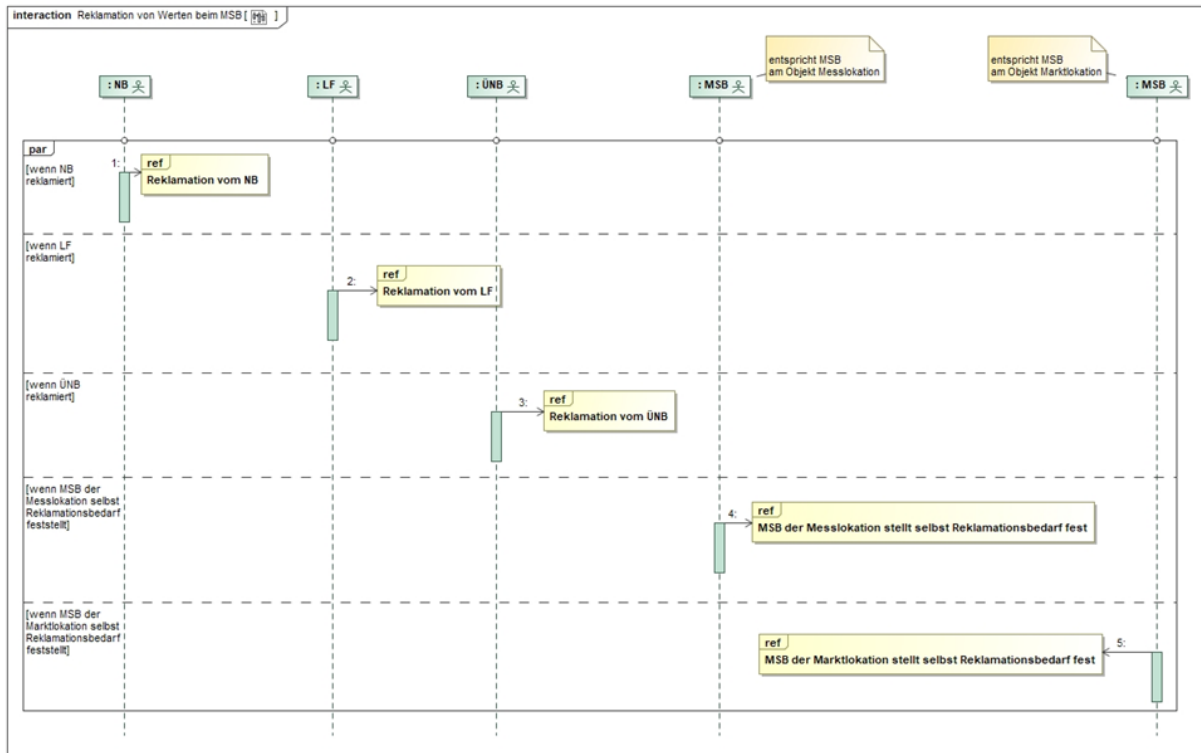 interaction Reklamation von Werten beim MSB [ ]
entspricht MSB
am Objekt Messlokation
entspricht MSB
am Objekt Marktlokation
: NB
: LF
: ÜNB
: MSB
: MSB
par
[wenn NB
reklamiert]
1:
ref
Reklamation vom NB
[wenn LF
reklamiert]
2:
ref
Reklamation vom LF
[wenn ÜNB
reklamiert]
3:
ref
Reklamation vom ÜNB
[wenn MSB der
Messlokation selbst
Reklamationsbedarf
feststellt]
4:
ref
MSB der Messlokation stellt selbst Reklamationsbedarf fest
[wenn MSB der
Marktlokation selbst
Reklamationsbedarf
feststellt]
5:
ref
MSB der Marktlokation stellt selbst Reklamationsbedarf fest